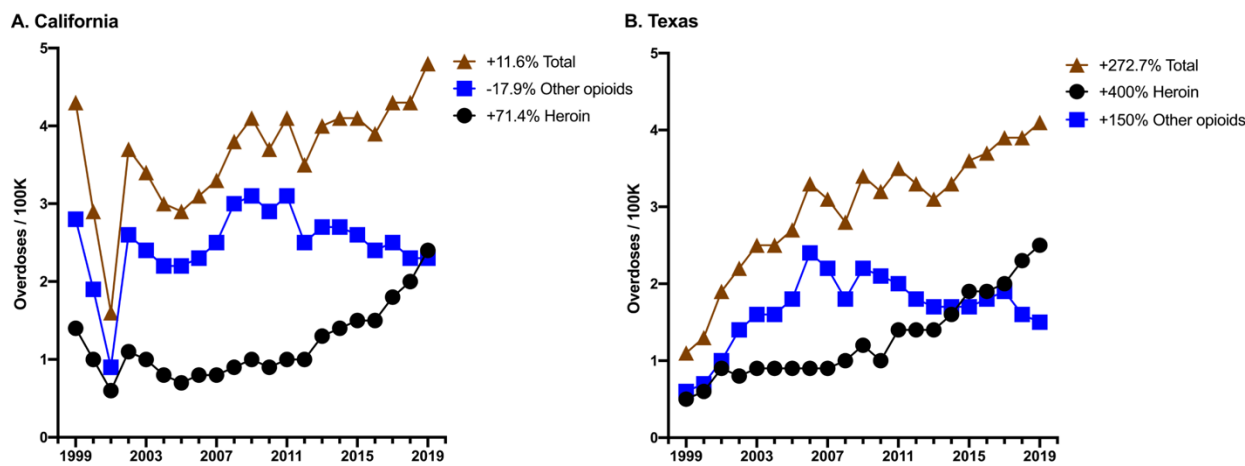 A. California
Overdoses / 100K
5
4
3
2
1
0
1999 2003 2007 2011 2015 2019
+11.6% Total
-17.9% Other opioids
+71.4% Heroin
B. Texas
Overdoses / 100K
5
4
3
2
1
0
1999 2003 2007 2011 2015 2019
+272.7% Total
+400% Heroin
+150% Other opioids